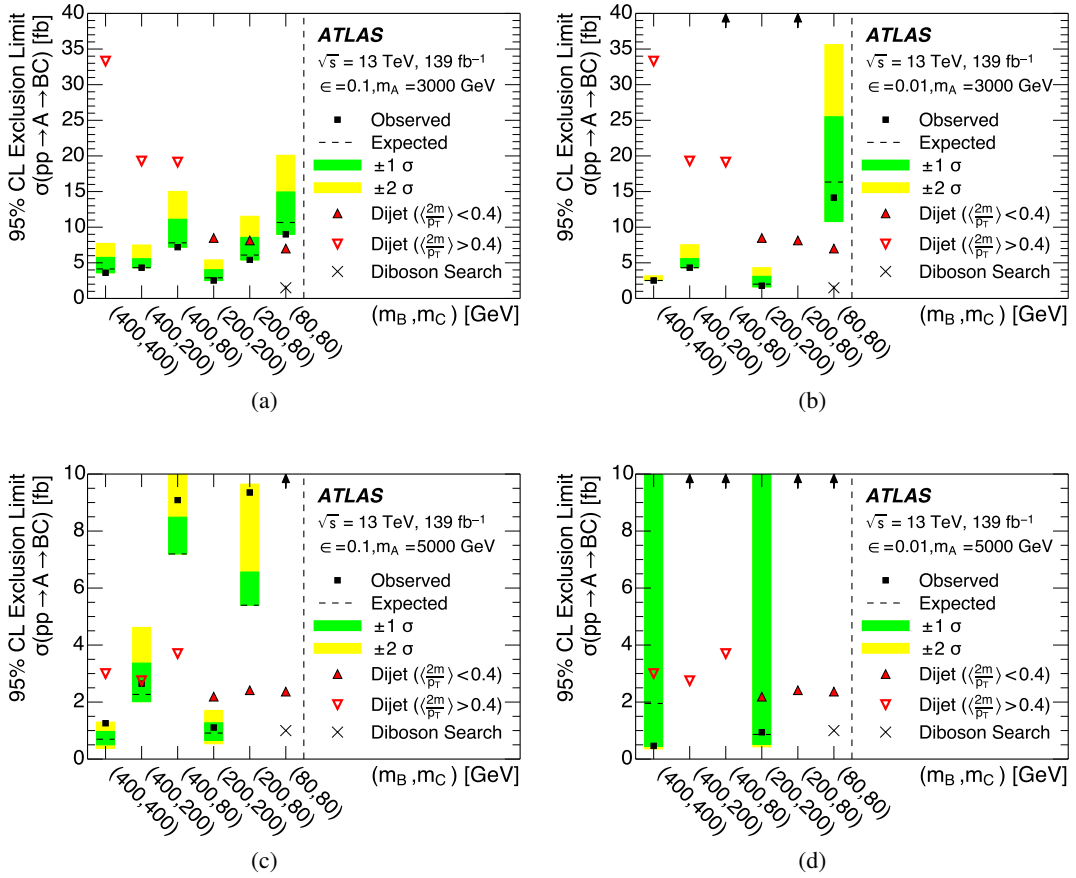 95% CL Exclusion Limit
σ(pp → A → BC) [fb]
40
35
30
25
20
15
10
5
0
ATLAS
√s = 13 TeV, 139 fb⁻¹
∈=0.1,m_A =3000 GeV
Observed
Expected
±1 σ
±2 σ
Dijet (⟨2m/p_T⟩ < 0.4)
Dijet (⟨2m/p_T⟩ > 0.4)
Diboson Search
(m_B ,m_C ) [GeV]
(400,400)
(400,200)
(400,80)
(200,200)
(200,80)
(80,80)
(a)
95% CL Exclusion Limit
σ(pp → A → BC) [fb]
40
35
30
25
20
15
10
5
0
ATLAS
√s = 13 TeV, 139 fb⁻¹
∈=0.01,m_A =3000 GeV
Observed
Expected
±1 σ
±2 σ
Dijet (⟨2m/p_T⟩ < 0.4)
Dijet (⟨2m/p_T⟩ > 0.4)
Diboson Search
(m_B ,m_C ) [GeV]
(400,400)
(400,200)
(400,80)
(200,200)
(200,80)
(80,80)
(b)
95% CL Exclusion Limit
σ(pp → A → BC) [fb]
10
8
6
4
2
0
ATLAS
√s = 13 TeV, 139 fb⁻¹
∈=0.1,m_A =5000 GeV
Observed
Expected
±1 σ
±2 σ
Dijet (⟨2m/p_T⟩ < 0.4)
Dijet (⟨2m/p_T⟩ > 0.4)
Diboson Search
(m_B ,m_C ) [GeV]
(400,400)
(400,200)
(400,80)
(200,200)
(200,80)
(80,80)
(c)
95% CL Exclusion Limit
σ(pp → A → BC) [fb]
10
8
6
4
2
0
ATLAS
√s = 13 TeV, 139 fb⁻¹
∈=0.01,m_A =5000 GeV
Observed
Expected
±1 σ
±2 σ
Dijet (⟨2m/p_T⟩ < 0.4)
Dijet (⟨2m/p_T⟩ > 0.4)
Diboson Search
(m_B ,m_C ) [GeV]
(400,400)
(400,200)
(400,80)
(200,200)
(200,80)
(80,80)
(d)